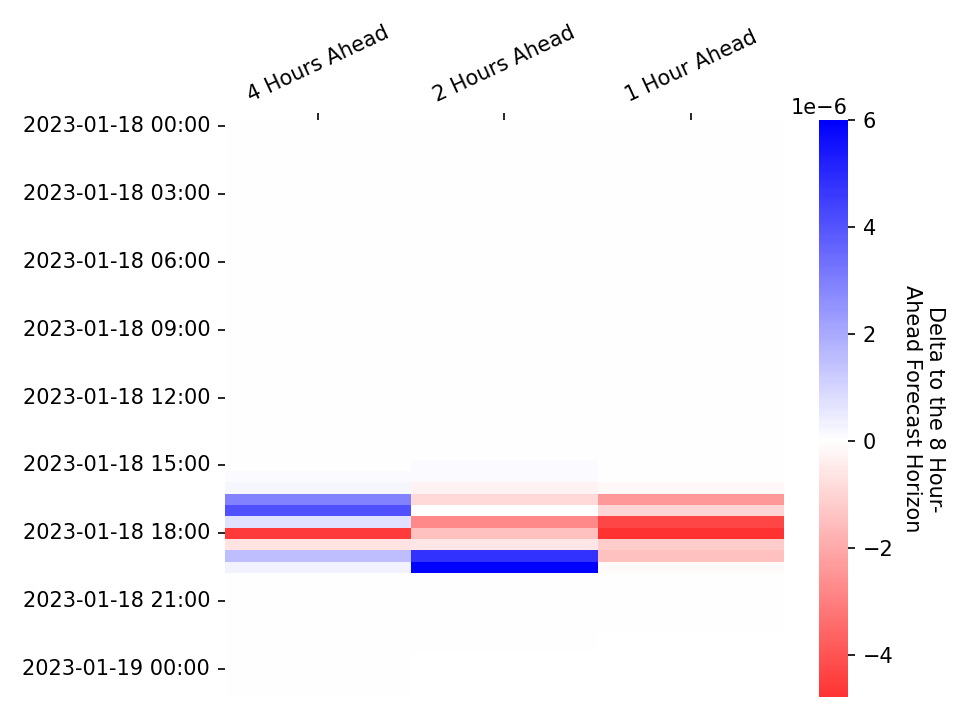 4 Hours Ahead
2 Hours Ahead
1 Hour Ahead
2023-01-18 00:00
2023-01-18 03:00
2023-01-18 06:00
2023-01-18 09:00
2023-01-18 12:00
2023-01-18 15:00
2023-01-18 18:00
2023-01-18 21:00
2023-01-19 00:00
1e−6
6
4
2
0
−2
−4
Delta to the 8 Hour-
Ahead Forecast Horizon